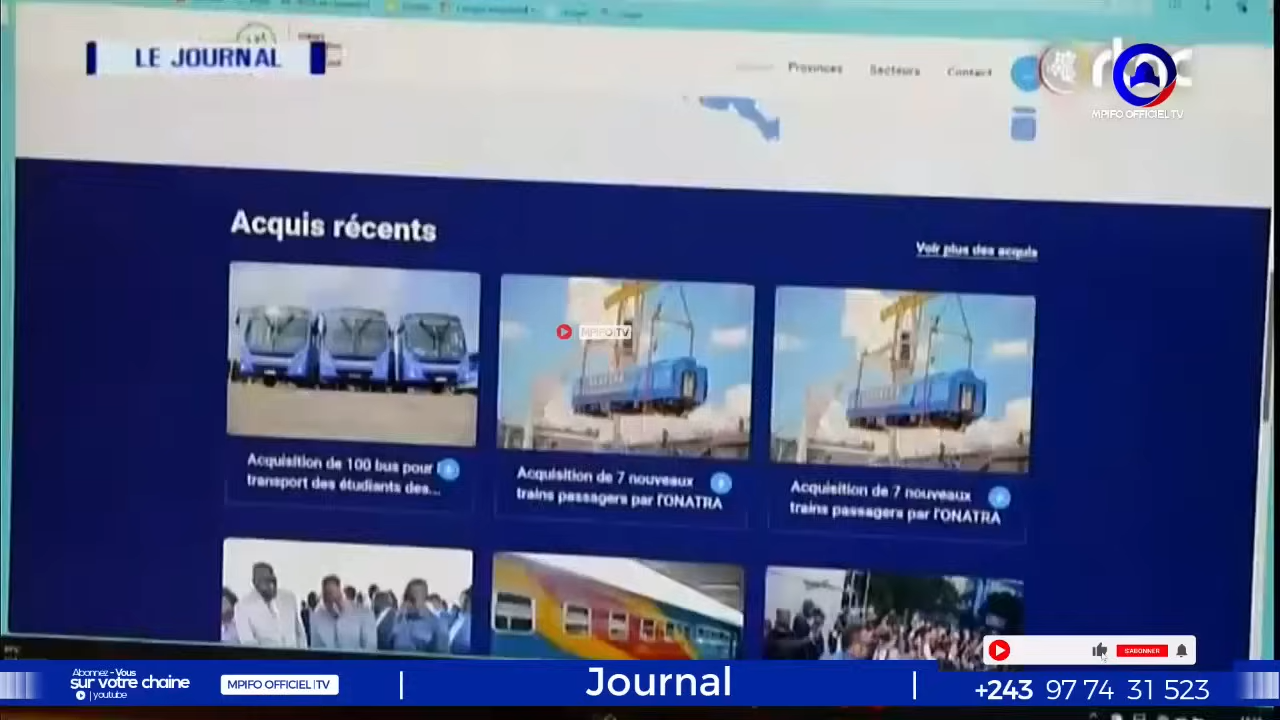 LE JOURNAL
Provinces
Secteurs
Contact
MPIFO OFFICIEL TV
Acquis récents
Voir plus des acquis
MPIFO TV
Acquisition de 100 bus pour
transport des étudiants des...
Acquisition de 7 nouveaux
trains passagers par l'ONATRA
Acquisition de 7 nouveaux
trains passagers par l'ONATRA
S'ABONNER
Abonnez-Vous
sur votre chaine
youtube
MPIFO OFFICIEL TV
Journal
+243 97 74 31 523